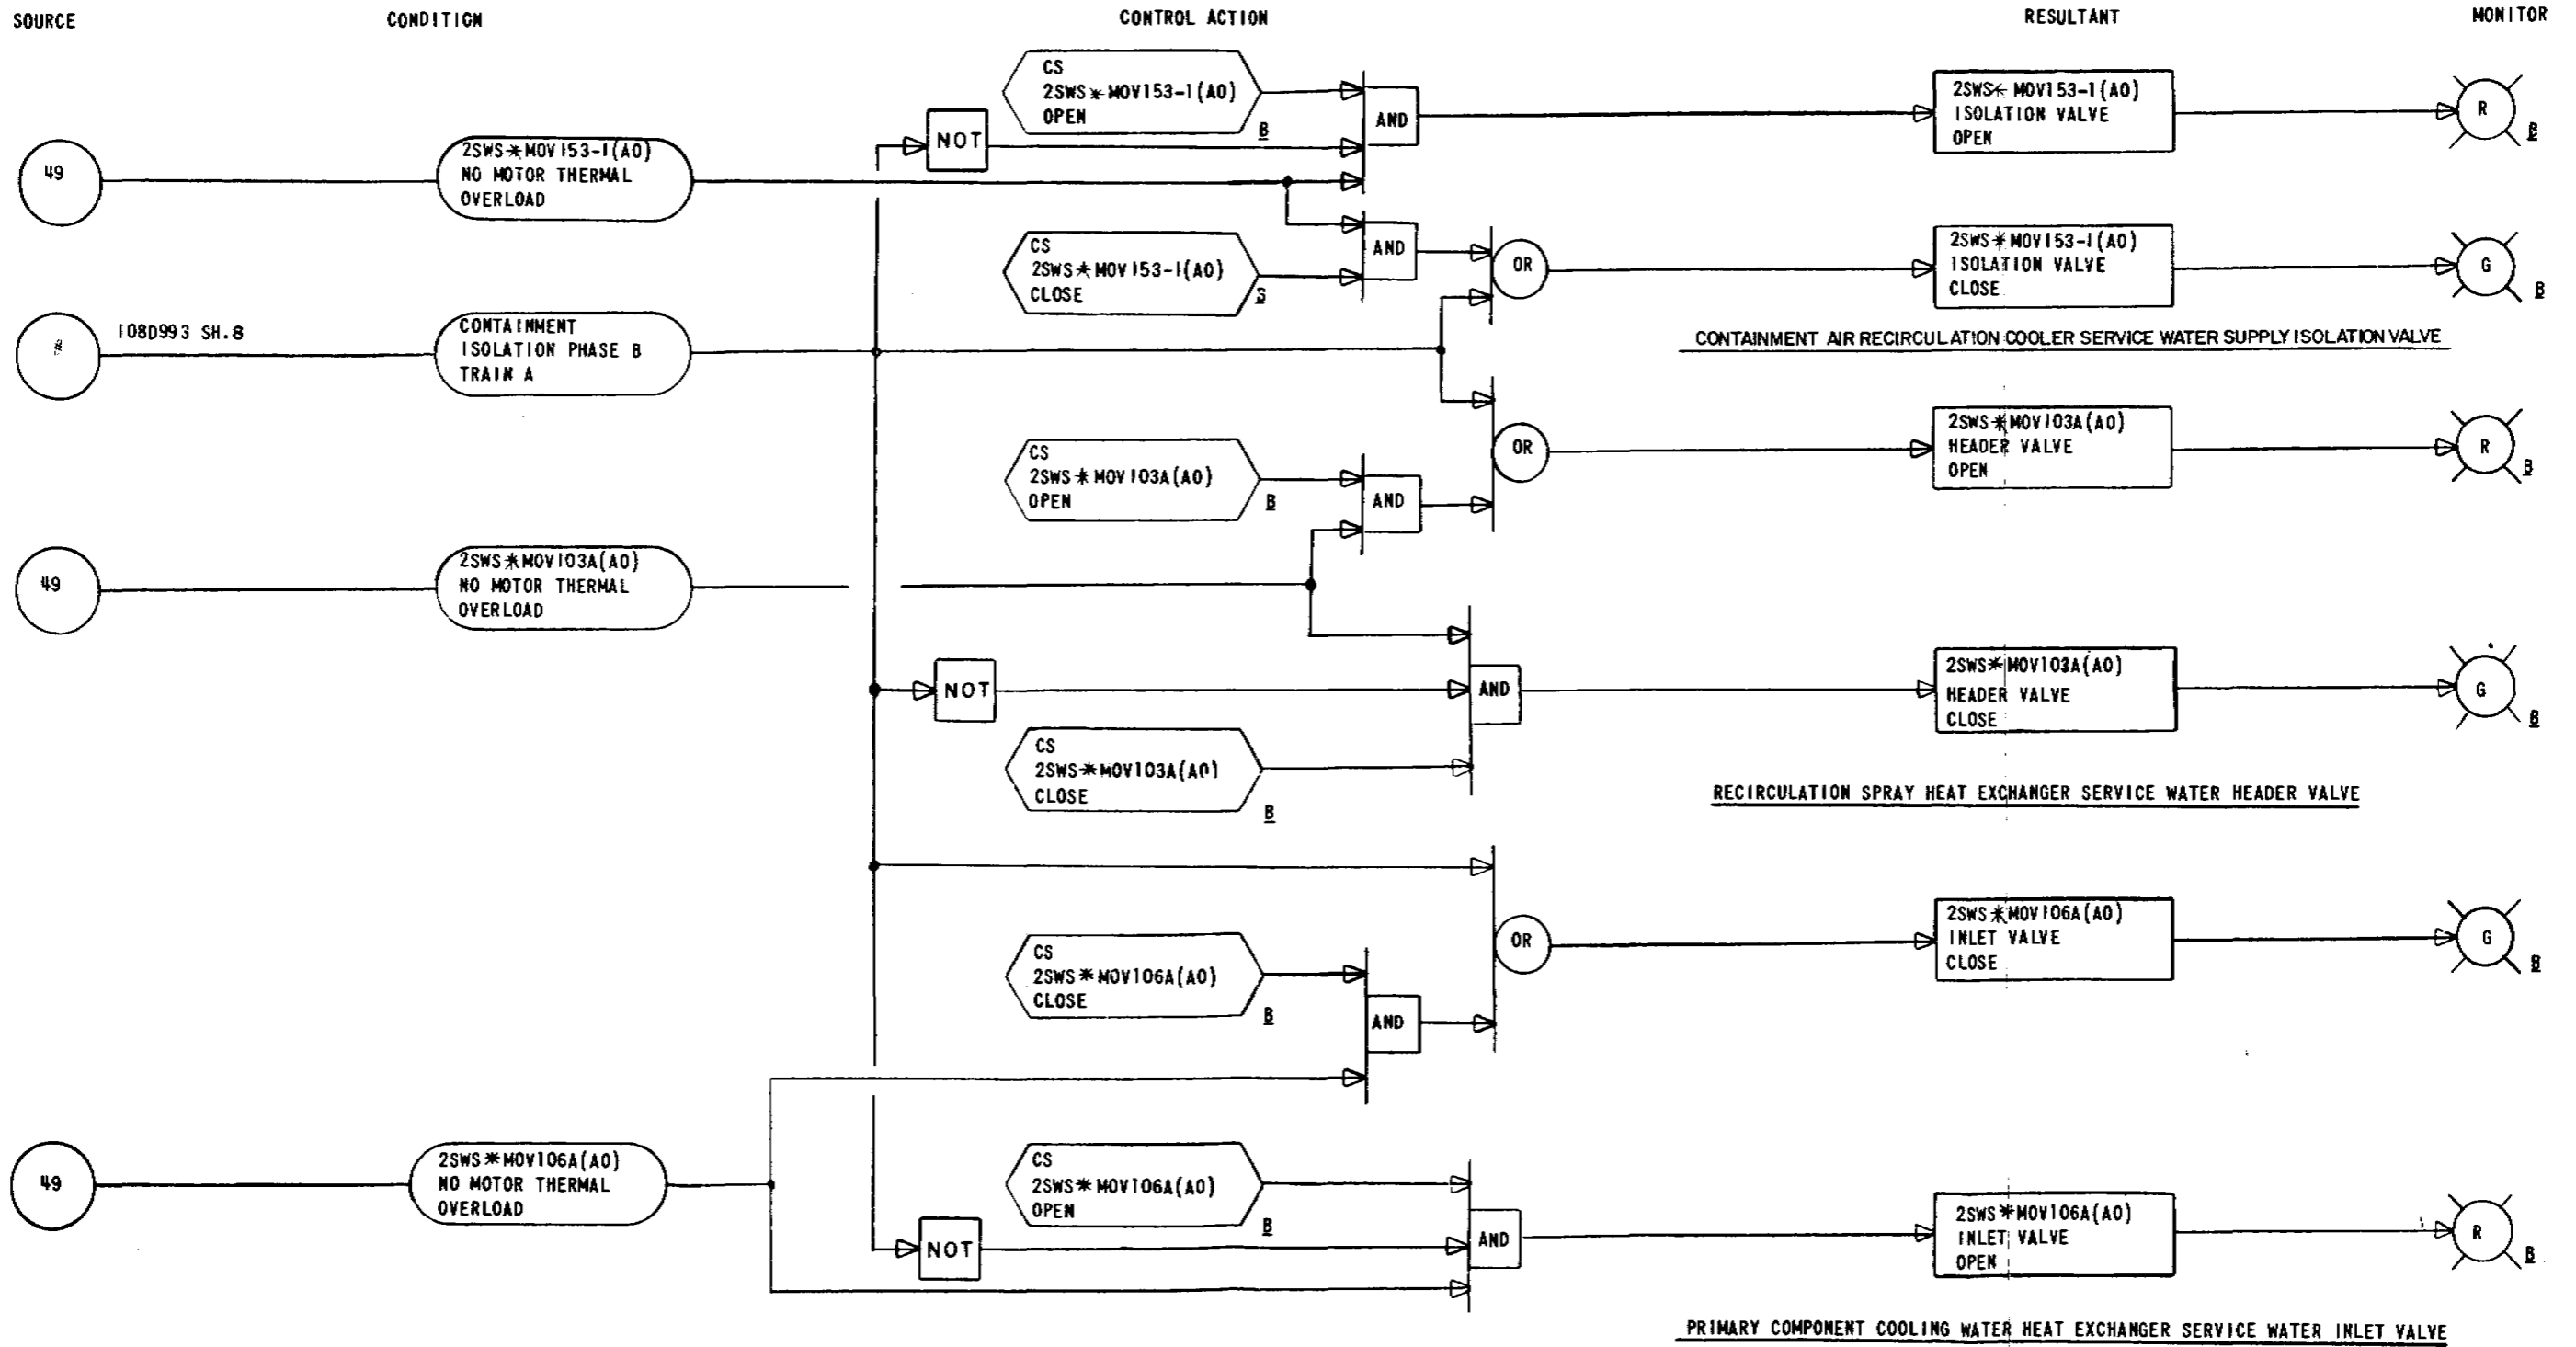 SOURCE CONDITION CONTROL ACTION RESULTANT MONITOR
CS
2SWS*MOV153-1(AO)
OPEN
B
AND
2SWS*MOV153-1(AO)
ISOLATION VALVE
OPEN
R
B
NOT
49
2SWS*MOV153-1(AO)
NO MOTOR THERMAL
OVERLOAD
CS
2SWS*MOV153-1(AO)
CLOSE
AND
OR
2SWS*MOV153-1(AO)
ISOLATION VALVE
CLOSE
G
B
CONTAINMENT AIR RECIRCULATION COOLER SERVICE WATER SUPPLY ISOLATION VALVE
#
108D993 SH.8
CONTAINMENT
ISOLATION PHASE B
TRAIN A
CS
2SWS*MOV103A(AO)
OPEN
B
AND
OR
2SWS*MOV103A(AO)
HEADER VALVE
OPEN
R
B
49
2SWS*MOV103A(AO)
NO MOTOR THERMAL
OVERLOAD
NOT
AND
2SWS*MOV103A(AO)
HEADER VALVE
CLOSE
G
B
CS
2SWS*MOV103A(AO)
CLOSE
B
RECIRCULATION SPRAY HEAT EXCHANGER SERVICE WATER HEADER VALVE
CS
2SWS*MOV106A(AO)
CLOSE
B
AND
OR
2SWS*MOV106A(AO)
INLET VALVE
CLOSE
G
B
49
2SWS*MOV106A(AO)
NO MOTOR THERMAL
OVERLOAD
CS
2SWS*MOV106A(AO)
OPEN
B
NOT
AND
2SWS*MOV106A(AO)
INLET VALVE
OPEN
R
B
PRIMARY COMPONENT COOLING WATER HEAT EXCHANGER SERVICE WATER INLET VALVE